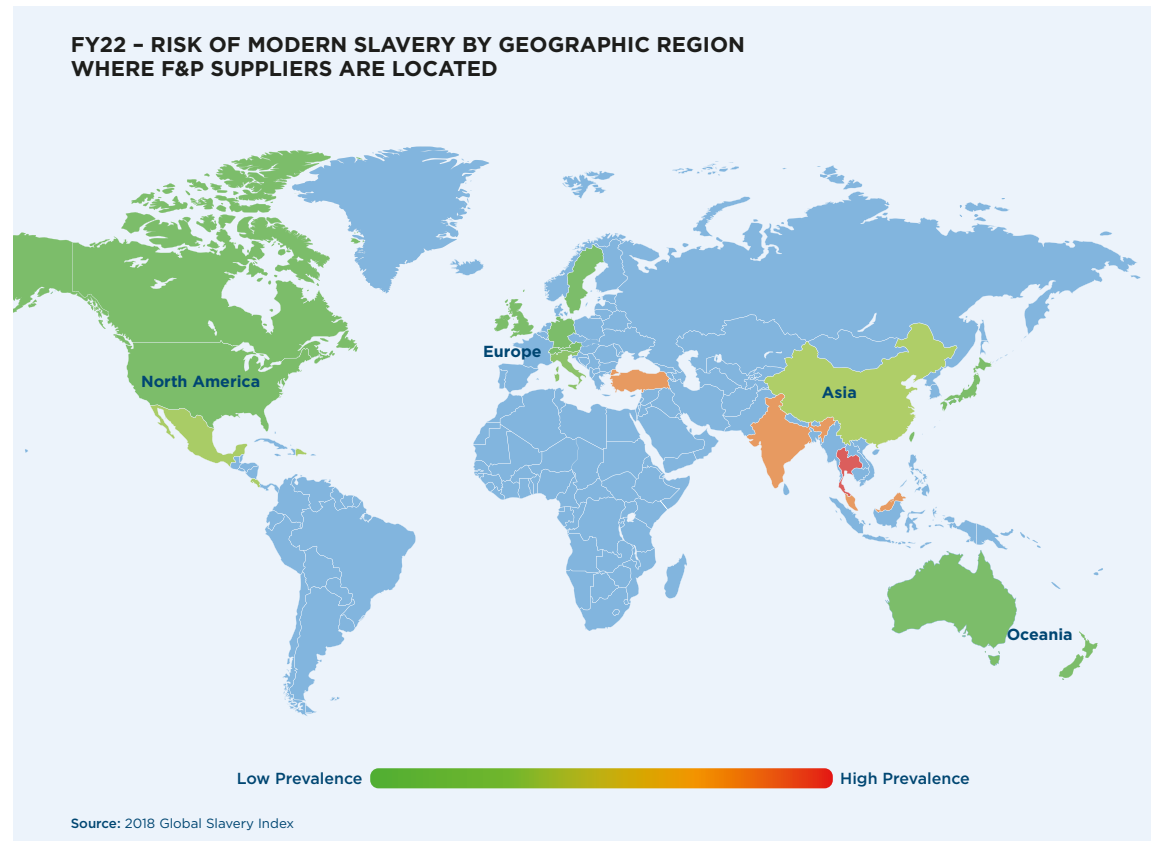 FY22 – RISK OF MODERN SLAVERY BY GEOGRAPHIC REGION
WHERE F&P SUPPLIERS ARE LOCATED
Europe
North America
Asia
Oceania
Low Prevalence
High Prevalence
Source: 2018 Global Slavery Index